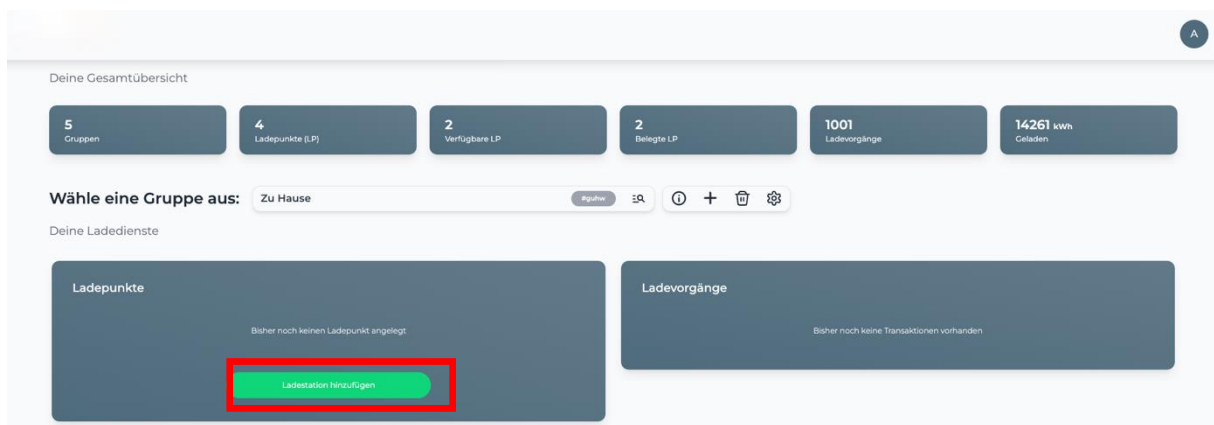 A
Deine Gesamtübersicht
5
Gruppen
4
Ladepunkte (LP)
2
Verfügbare LP
2
Belegte LP
1001
Ladevorgänge
14261 kWh
Geladen
Wähle eine Gruppe aus: Zu Hause #guhw
Deine Ladedienste
Ladepunkte
Bisher noch keinen Ladepunkt angelegt
Ladestation hinzufügen
Ladevorgänge
Bisher noch keine Transaktionen vorhanden